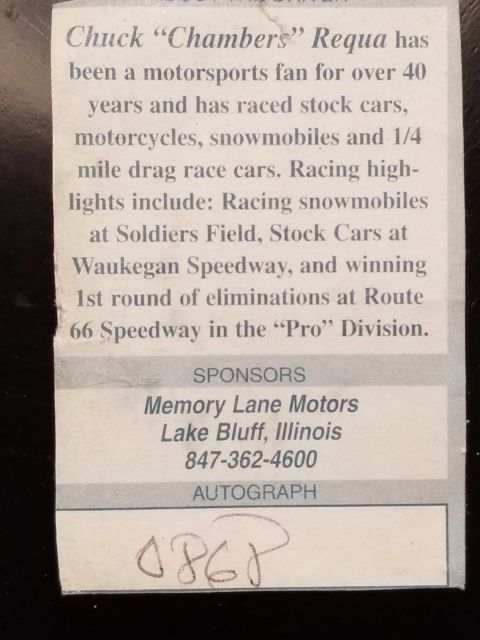 Chuck “Chambers” Requa has
been a motorsports fan for over 40
years and has raced stock cars,
motorcycles, snowmobiles and 1/4
mile drag race cars. Racing high-
lights include: Racing snowmobiles
at Soldiers Field, Stock Cars at
Waukegan Speedway, and winning
1st round of eliminations at Route
66 Speedway in the “Pro” Division.
SPONSORS
Memory Lane Motors
Lake Bluff, Illinois
847-362-4600
AUTOGRAPH